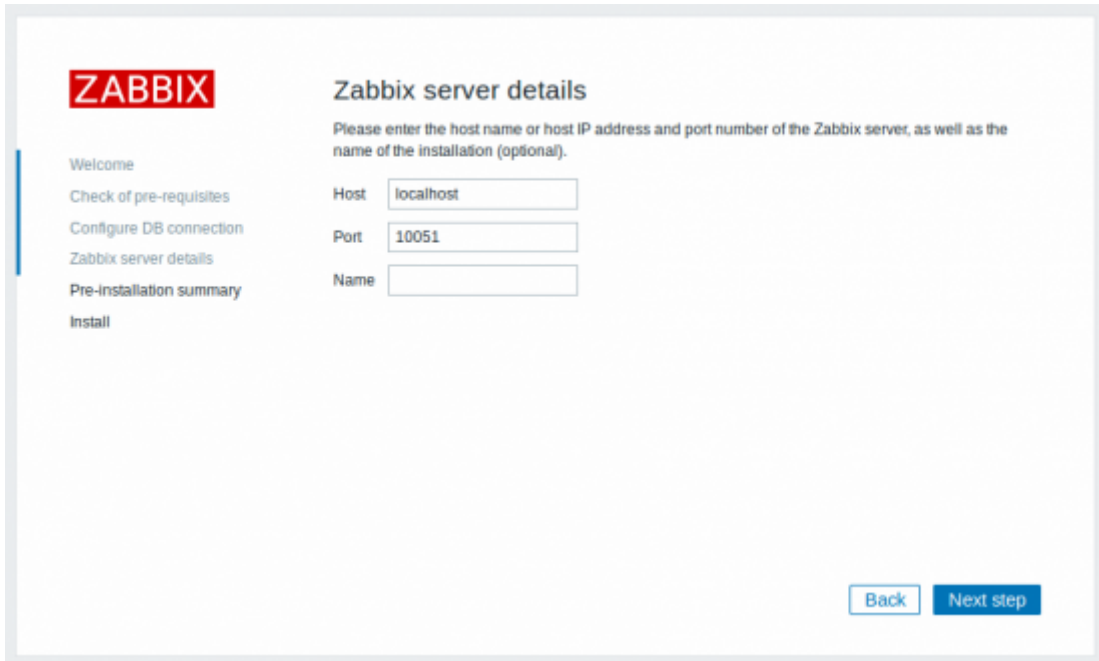 ZABBIX
Welcome
Check of pre-requisites
Configure DB connection
Zabbix server details
Pre-installation summary
Install
Zabbix server details
Please enter the host name or host IP address and port number of the Zabbix server, as well as the
name of the installation (optional).
Host localhost
Port 10051
Name
Back Next step